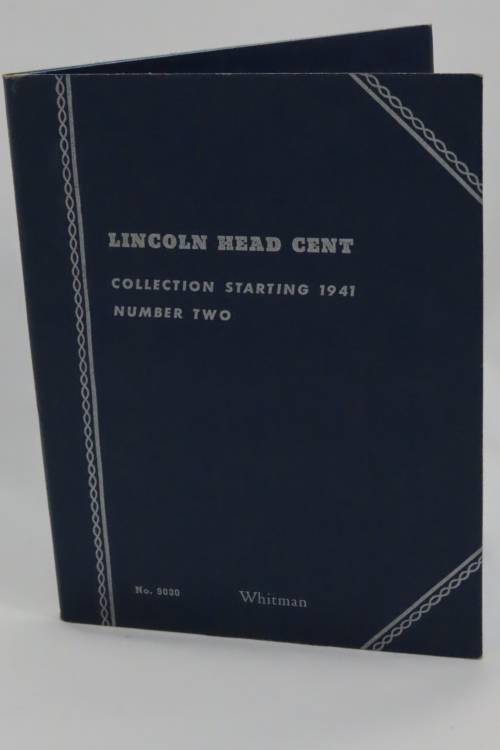 LINCOLN HEAD CENT
COLLECTION STARTING 1941
NUMBER TWO
No. 9030
Whitman